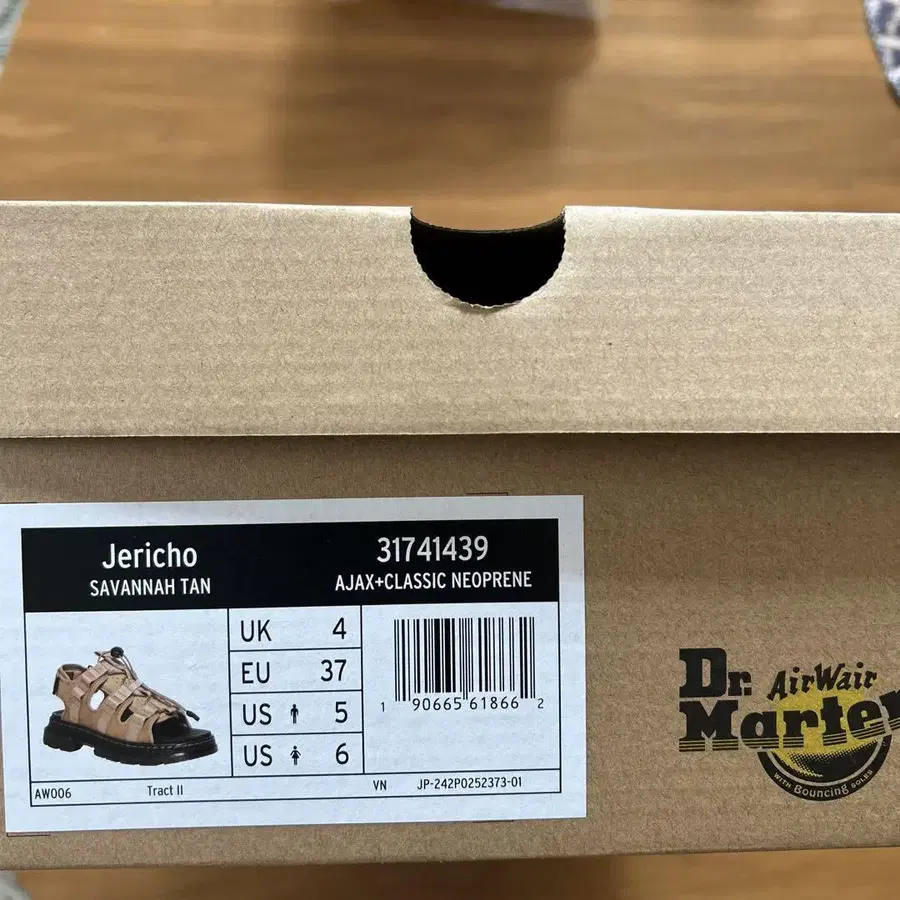 Jericho
SAVANNAH TAN
31741439
AJAX+CLASSIC NEOPRENE
UK 4
EU 37
US 5
US 6
1 90665 61866 2
AW006
Tract II
VN
JP-242P0252373-01
Dr. AirWair
Marten
WITH Bouncing SOLES